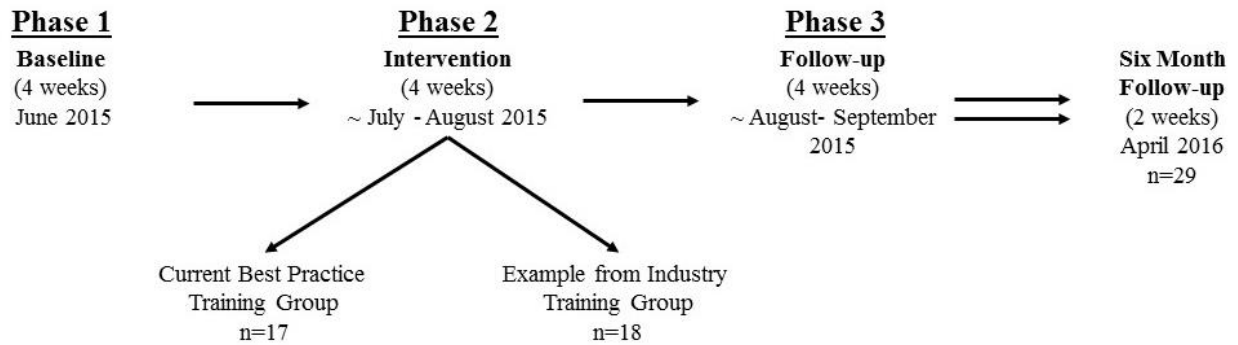 Phase 1
Baseline
(4 weeks)
June 2015
Phase 2
Intervention
(4 weeks)
~ July - August 2015
Phase 3
Follow-up
(4 weeks)
~ August- September
2015
Six Month
Follow-up
(2 weeks)
April 2016
n=29
Current Best Practice
Training Group
n=17
Example from Industry
Training Group
n=18